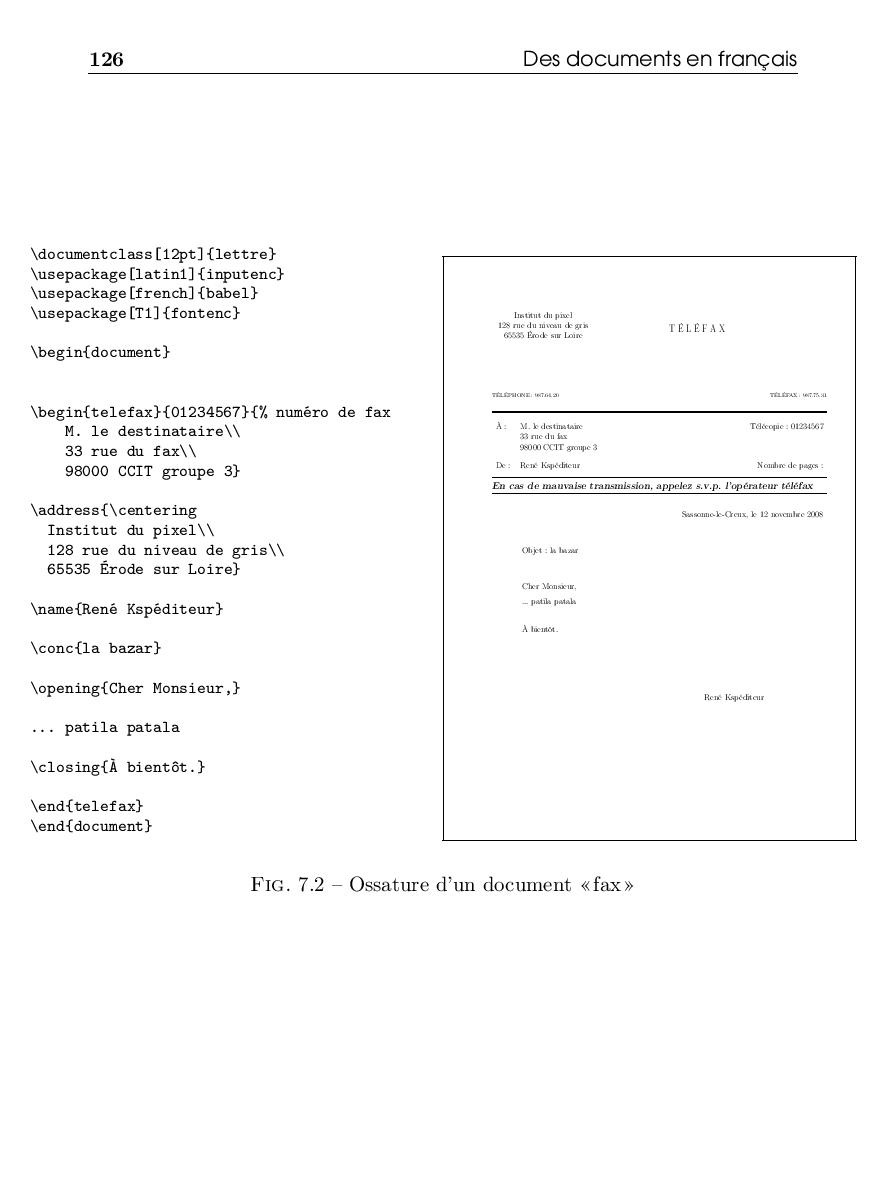 126 Des documents en français
\documentclass[12pt]{lettre}
\usepackage[latin1]{inputenc}
\usepackage[french]{babel}
\usepackage[T1]{fontenc}
\begin{document}
\begin{telefax}{01234567}{% numéro de fax
M. le destinataire\\
33 rue du fax\\
98000 CCIT groupe 3}
\address{\centering
Institut du pixel\\
128 rue du niveau de gris\\
65535 Érode sur Loire}
\name{René Kspéditeur}
\conc{la bazar}
\opening{Cher Monsieur,}
... patila patala
\closing{À bientôt.}
\end{telefax}
\end{document}
Institut du pixel
128 rue du niveau de gris
65535 Érode sur Loire
TÉLÉFAX
TÉLÉPHONE : 987.64.20 TÉLÉFAX : 987.75.31
À : M. le destinataire Télécopie : 01234567
33 rue du fax
98000 CCIT groupe 3
De : René Kspéditeur Nombre de pages :
En cas de mauvaise transmission, appelez s.v.p. l'opérateur téléfax
Sassonne-le-Creux, le 12 novembre 2008
Objet : la bazar
Cher Monsieur,
... patila patala
À bientôt.
René Kspéditeur
FIG. 7.2 – Ossature d'un document «fax»